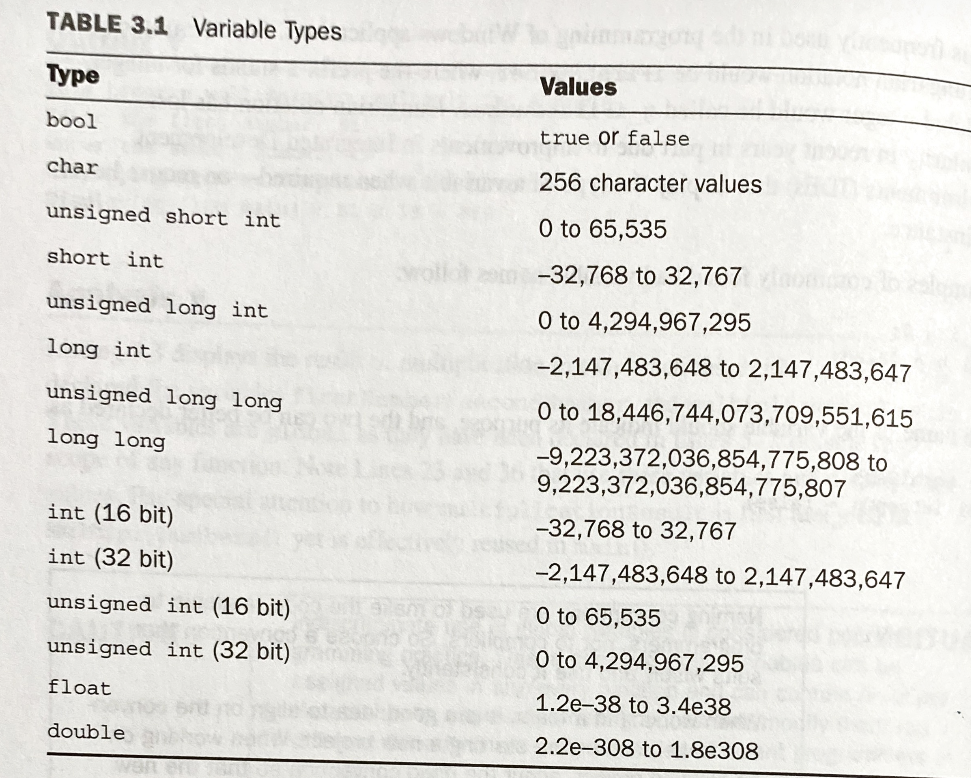 TABLE 3.1 Variable Types
Type Values
bool true or false
char 256 character values
unsigned short int 0 to 65,535
short int –32,768 to 32,767
unsigned long int 0 to 4,294,967,295
long int –2,147,483,648 to 2,147,483,647
unsigned long long 0 to 18,446,744,073,709,551,615
long long –9,223,372,036,854,775,808 to
9,223,372,036,854,775,807
int (16 bit) –32,768 to 32,767
int (32 bit) –2,147,483,648 to 2,147,483,647
unsigned int (16 bit) 0 to 65,535
unsigned int (32 bit) 0 to 4,294,967,295
float 1.2e–38 to 3.4e38
double 2.2e–308 to 1.8e308